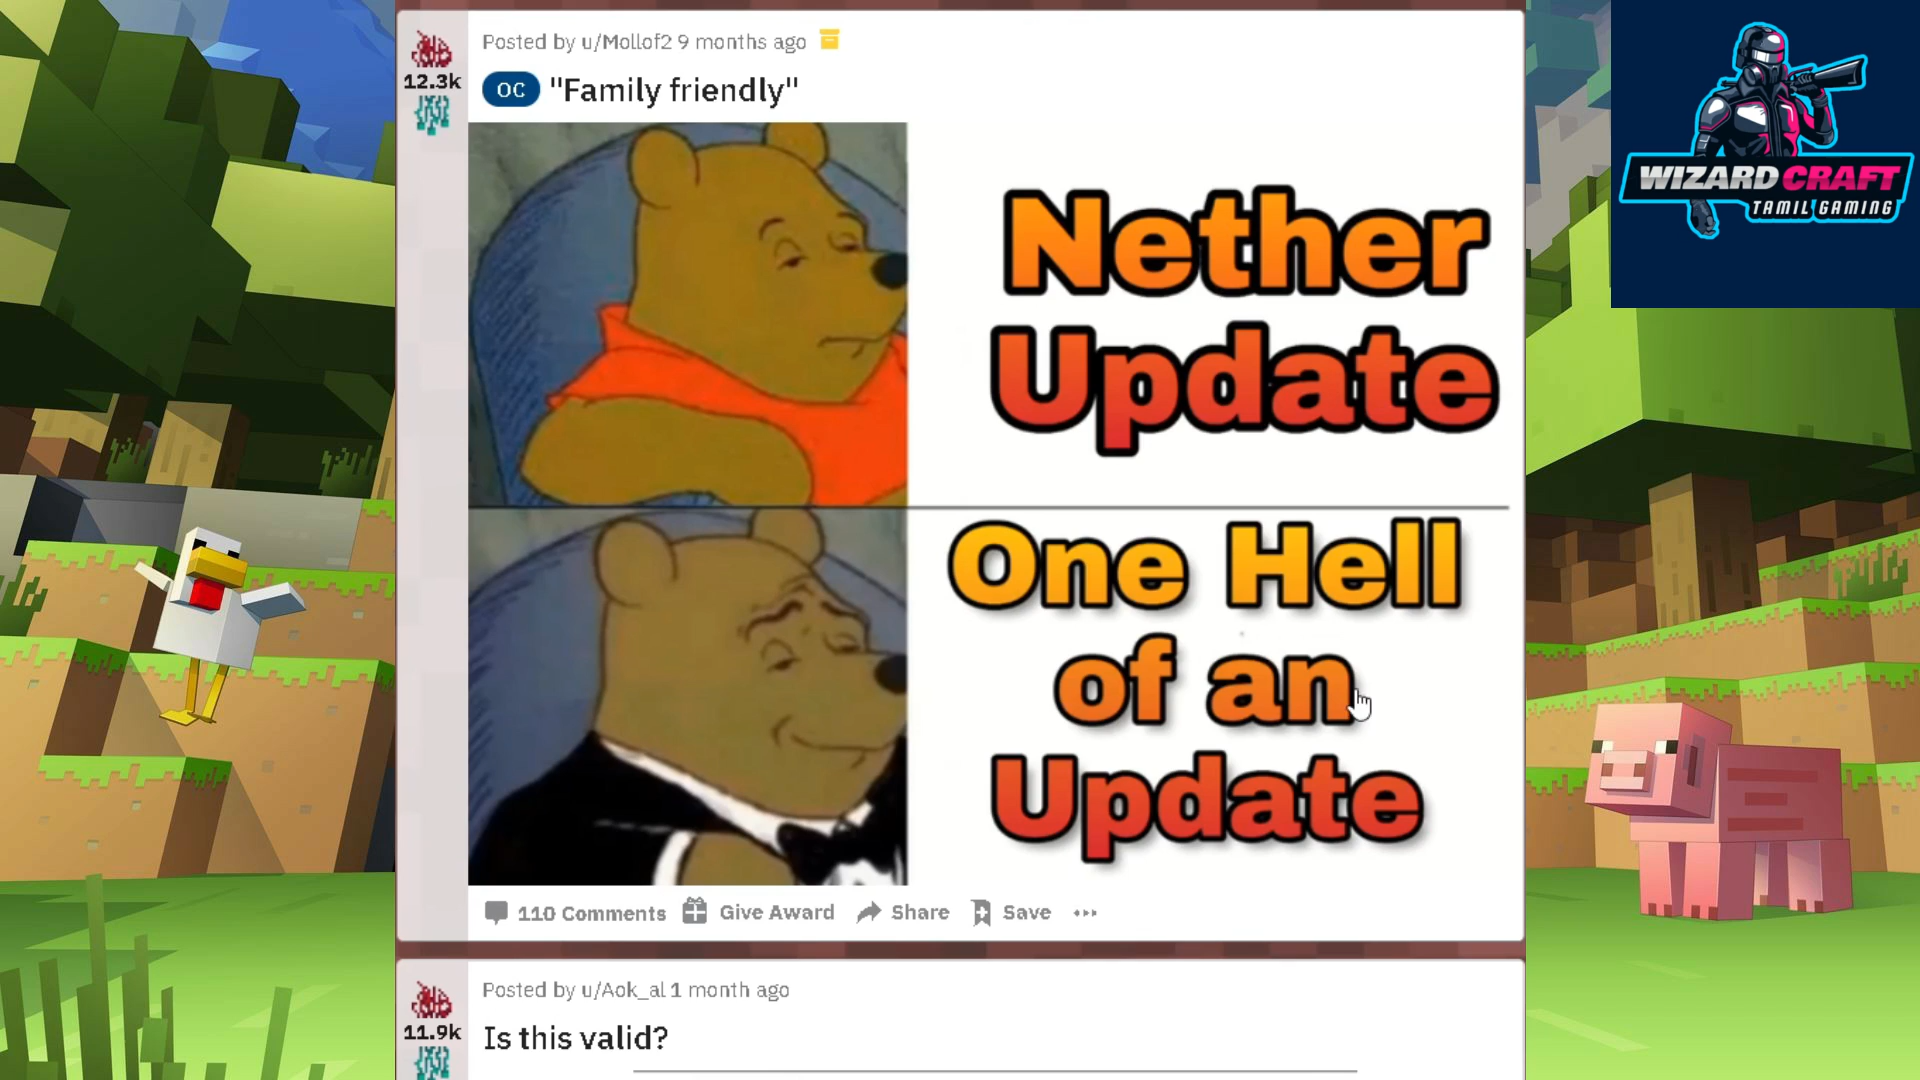 Posted by u/Mollof2 9 months ago
12.3k
OC "Family friendly"
Nether
Update
One Hell
of an
Update
110 Comments Give Award Share Save ...
Posted by u/Aok_al 1 month ago
11.9k
Is this valid?
WIZARD CRAFT
TAMIL GAMING